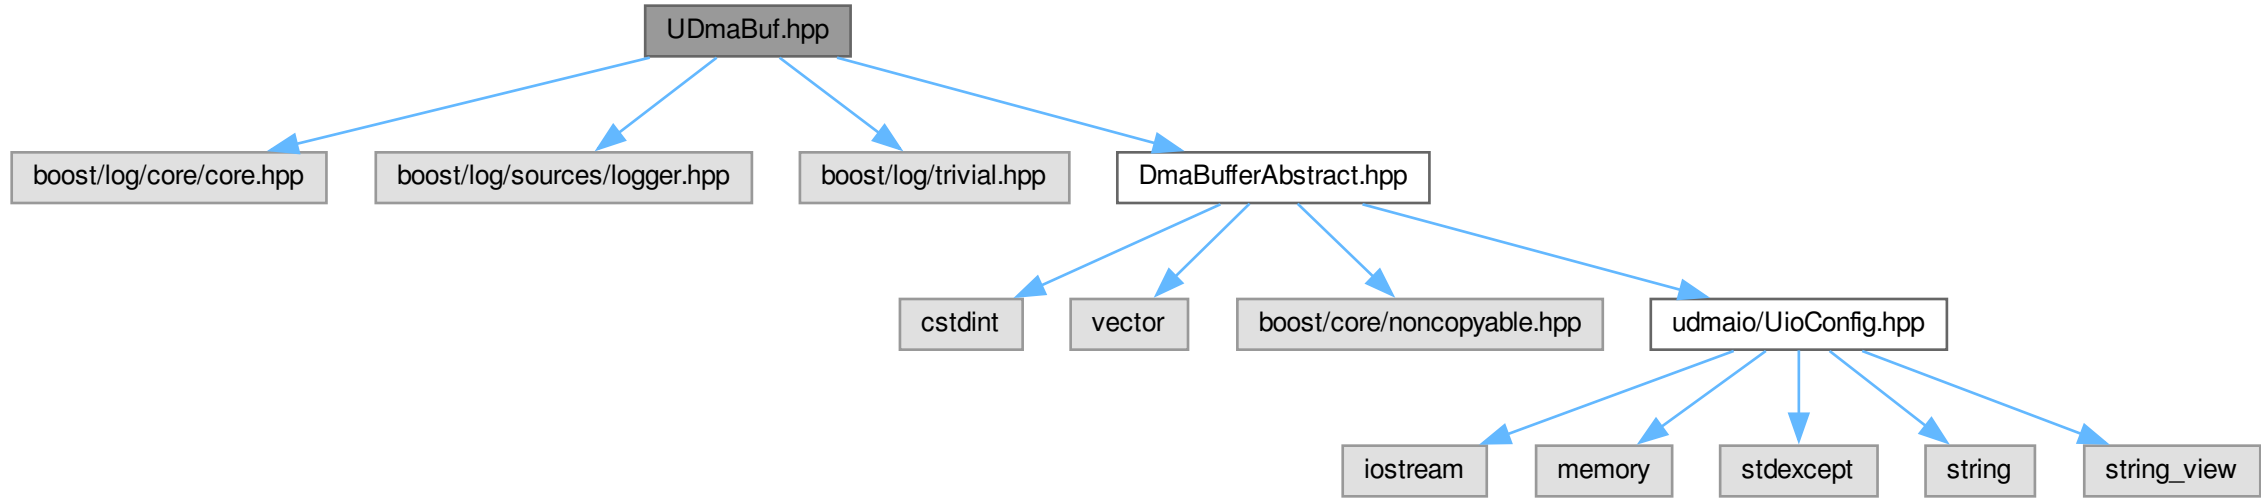 UDmaBuf.hpp
boost/log/core/core.hpp
boost/log/sources/logger.hpp
boost/log/trivial.hpp
DmaBufferAbstract.hpp
cstdint
vector
boost/core/noncopyable.hpp
udmaio/UioConfig.hpp
iostream
memory
stdexcept
string
string_view